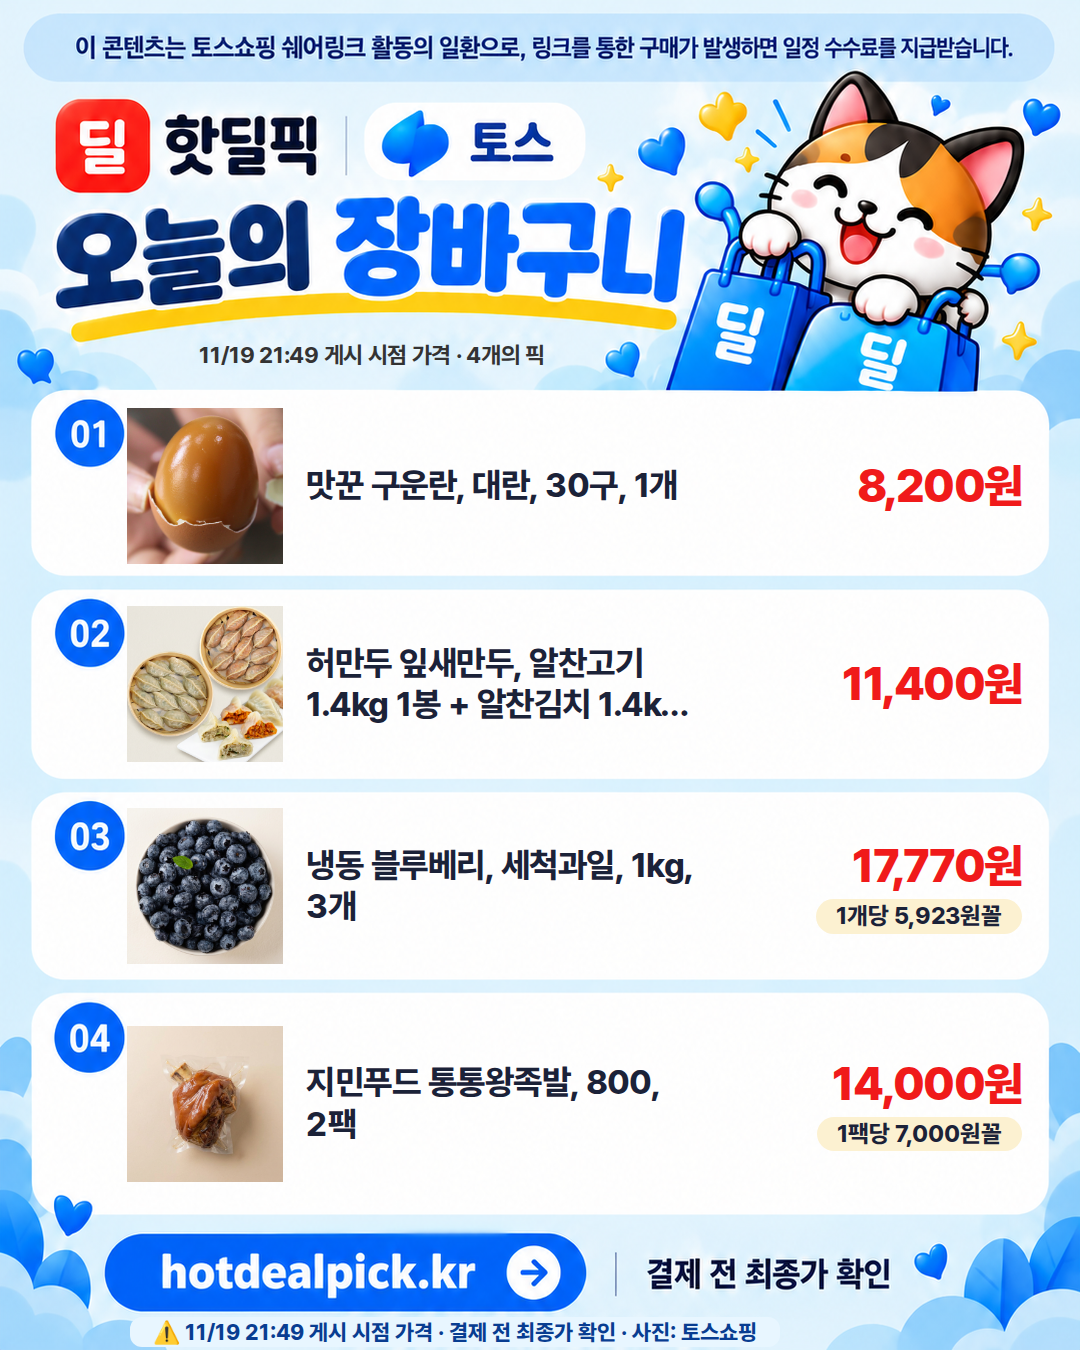 이 콘텐츠는 토스쇼핑 쉐어링크 활동의 일환으로, 링크를 통한 구매가 발생하면 일정 수수료를 지급받습니다.
딜 핫딜픽 토스
오늘의 장바구니
딜 딜
11/19 21:49 게시 시점 가격 · 4개의 픽
01
맛꾼 구운란, 대란, 30구, 1개
8,200원
02
허만두 잎새만두, 알찬고기
1.4kg 1봉 + 알찬김치 1.4k...
11,400원
03
냉동 블루베리, 세척과일, 1kg,
3개
17,770원
1개당 5,923원꼴
04
지민푸드 통통왕족발, 800,
2팩
14,000원
1팩당 7,000원꼴
hotdealpick.kr
결제 전 최종가 확인
⚠️ 11/19 21:49 게시 시점 가격 · 결제 전 최종가 확인 · 사진: 토스쇼핑